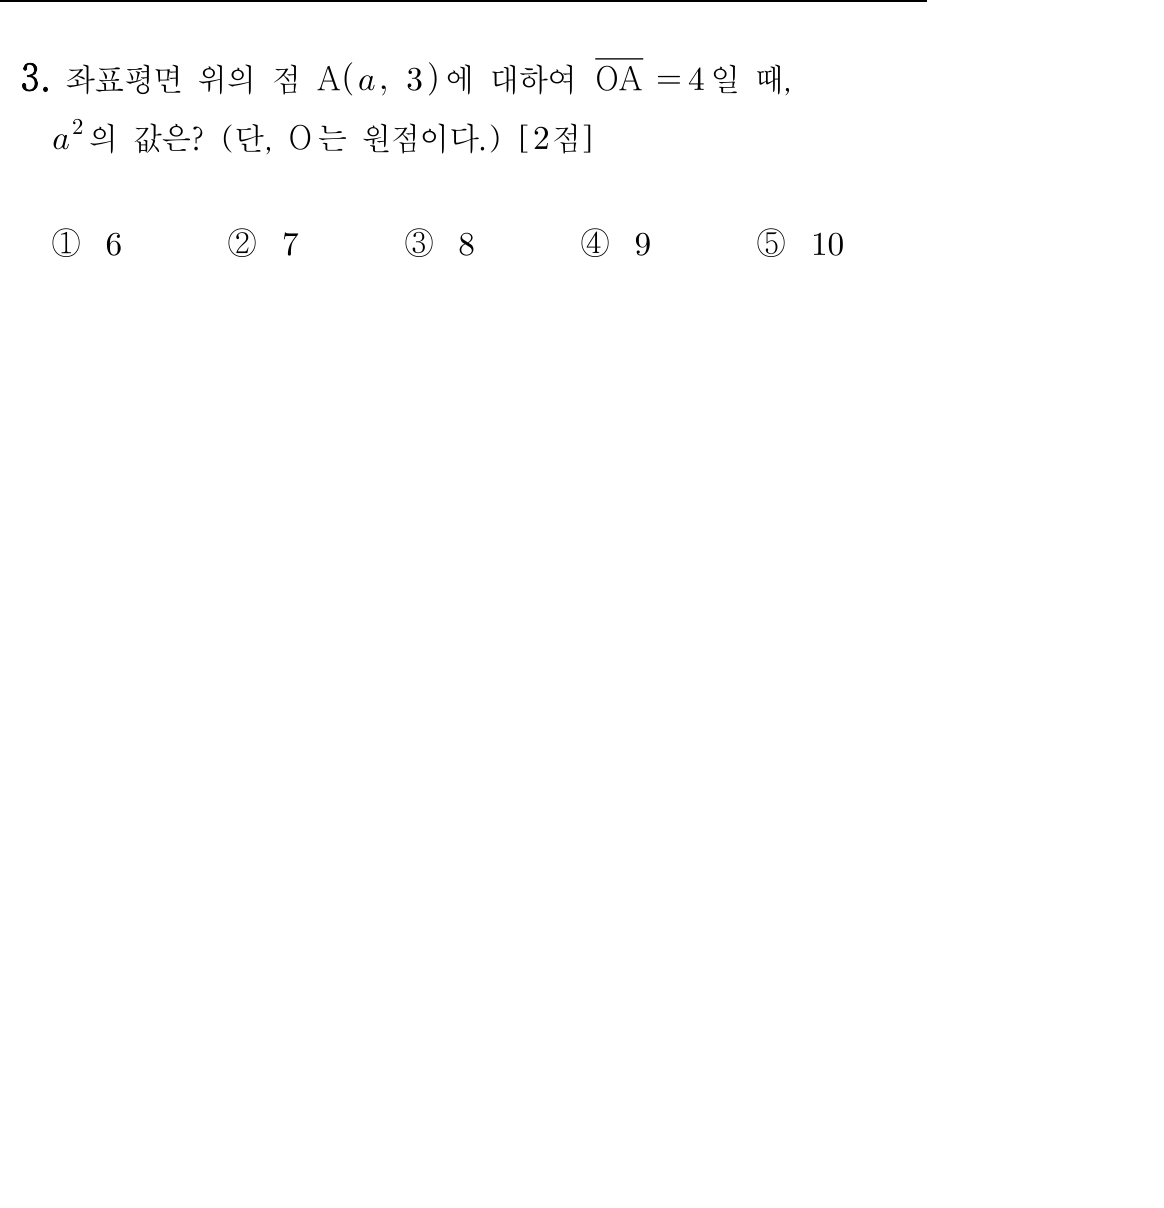 3. 좌표평면 위의 점 A(a, 3)에 대하여 $\overline{OA}$ = 4일 때,
a²의 값은? (단, O는 원점이다.) [2점]
① 6 ② 7 ③ 8 ④ 9 ⑤ 10